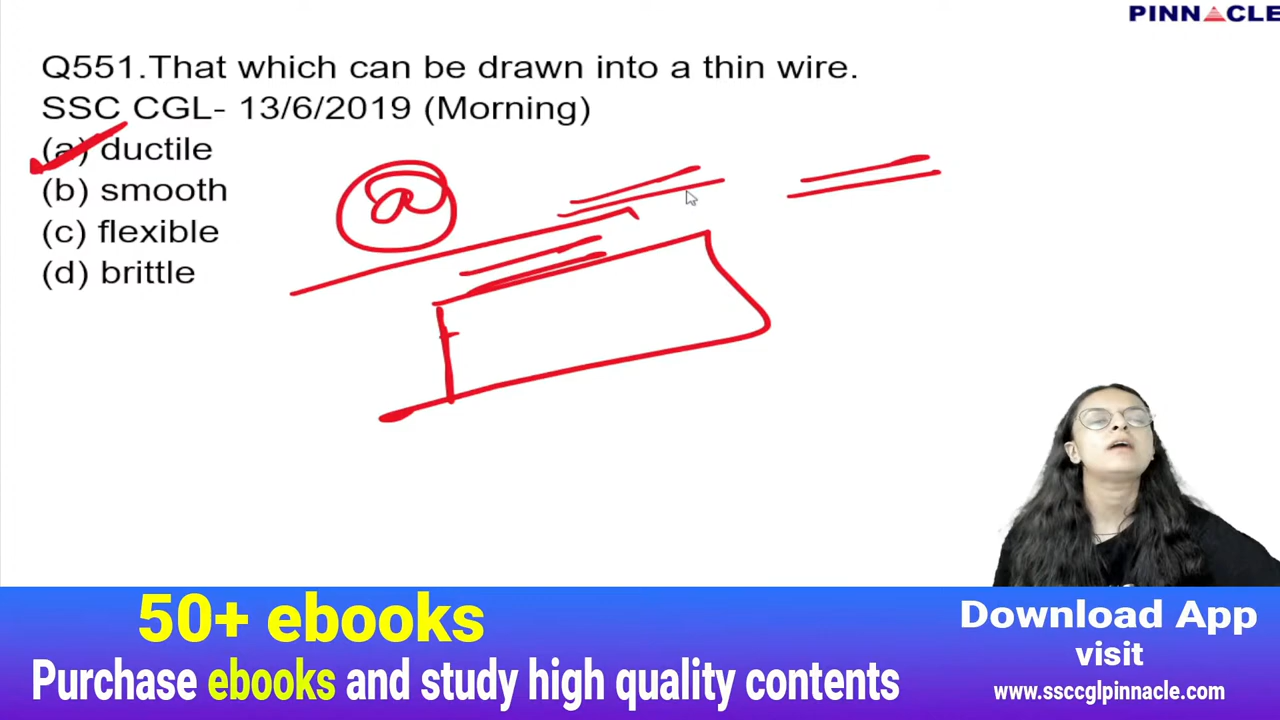 PINNACLE
Q551.That which can be drawn into a thin wire.
SSC CGL- 13/6/2019 (Morning)
(a) ductile
(b) smooth
(c) flexible
(d) brittle
a
50+ ebooks
Purchase ebooks and study high quality contents
Download App
visit
www.ssccglpinnacle.com